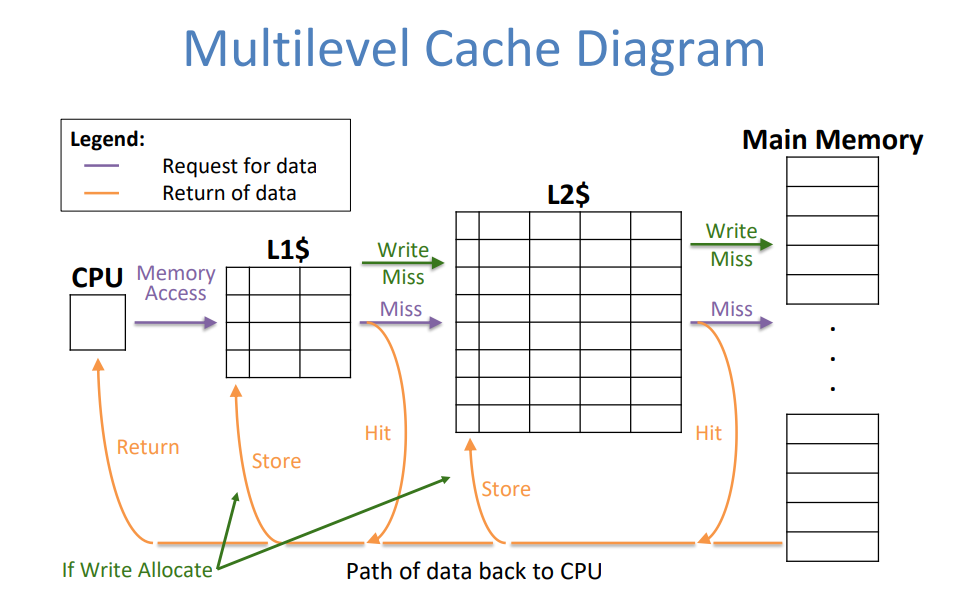 Multilevel Cache Diagram
Legend:
Request for data
Return of data
Main Memory
L2$
L1$
CPU
Memory
Access
Write
Miss
Miss
Write
Miss
Miss
.
.
.
Return
Store
Hit
Store
Hit
If Write Allocate
Path of data back to CPU